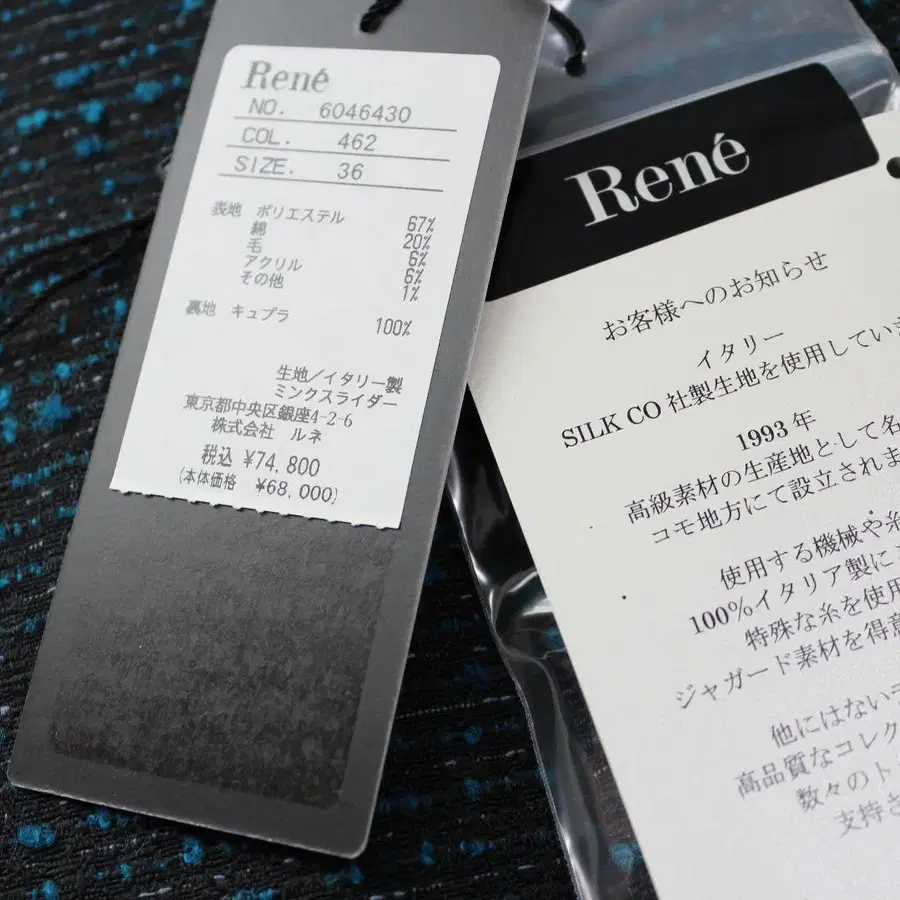 René
NO. 6046430
COL. 462
SIZE. 36
表地 ポリエステル 67%
綿 20%
毛 6%
アクリル 6%
その他 1%
裏地 キュプラ 100%
生地/イタリー製
ミンクスライダー
東京都中央区銀座4-2-6
株式会社 ルネ
税込 ¥74,800
(本体価格 ¥68,000)
René
お客様へのお知らせ
イタリー
SILK CO 社製生地を使用していま
1993年
高級素材の生産地として名
コモ地方にて設立されま
使用する機械や糸
100%イタリア製に
特殊な糸を使用
ジャガード素材を得意
他にはない
高品質なコレク
数々のト
支持さ